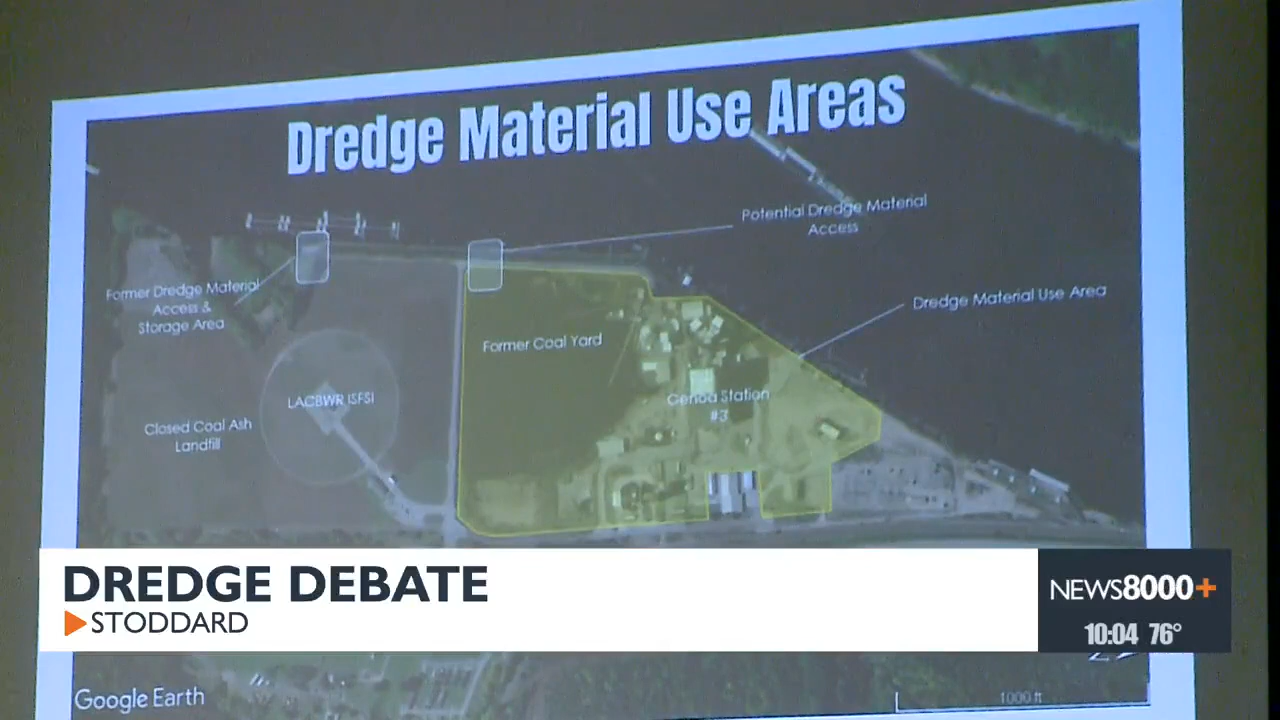 Dredge Material Use Areas
Potential Dredge Material
Access
Former Dredge Material
Access &
Storage Area
Dredge Material Use Area
Former Coal Yard
LACBWR ISFSI
Genoa Station
#3
Closed Coal Ash
Landfill
DREDGE DEBATE
STODDARD
NEWS8000+
10:04 76°
Google Earth
1000 ft